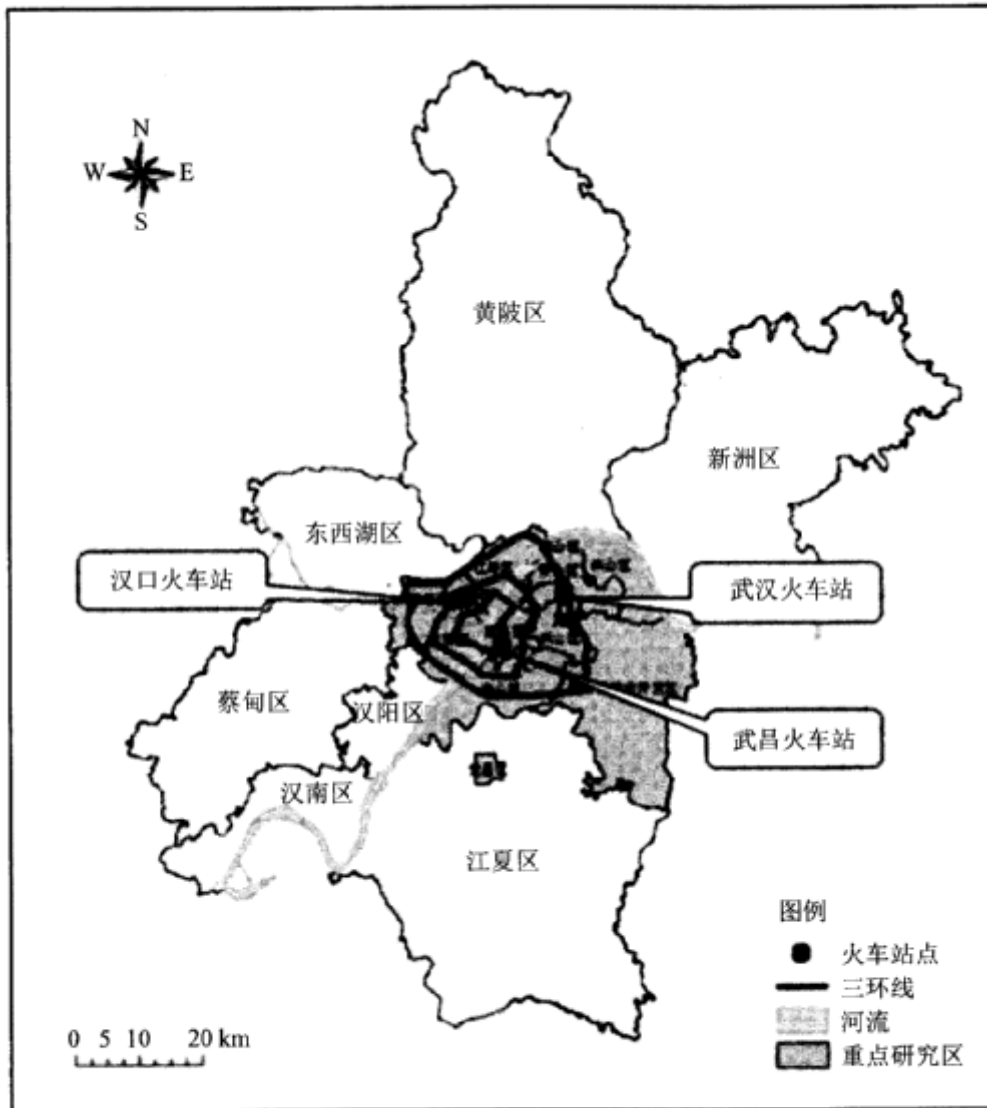 N
W E
S
黄陂区
新洲区
东西湖区
汉口火车站
武汉火车站
蔡甸区
汉阳区
武昌火车站
汉南区
江夏区
图例
火车站点
三环线
河流
重点研究区
0 5 10 20 km